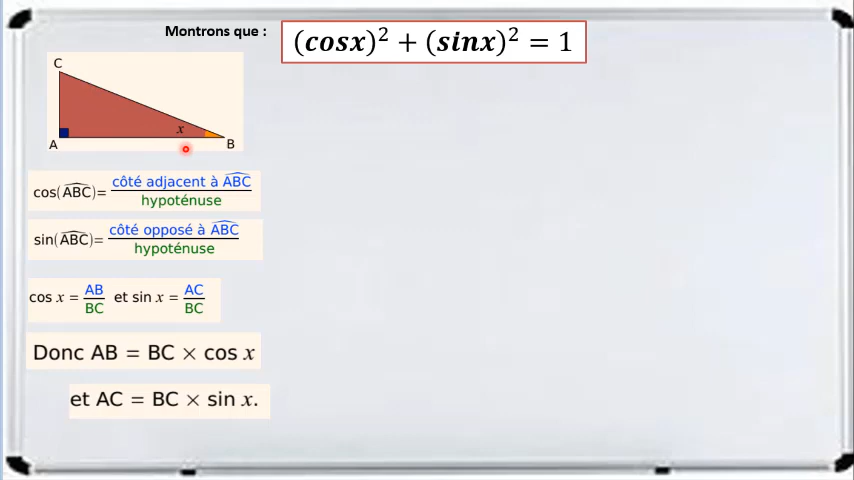 Montrons que :
(cosx)² + (sinx)² = 1
C
x
A
B
cos(ABC)= côté adjacent à ABC
hypoténuse
sin(ABC)= côté opposé à ABC
hypoténuse
cos x = AB/BC et sin x = AC/BC
Donc AB = BC × cos x
et AC = BC × sin x.